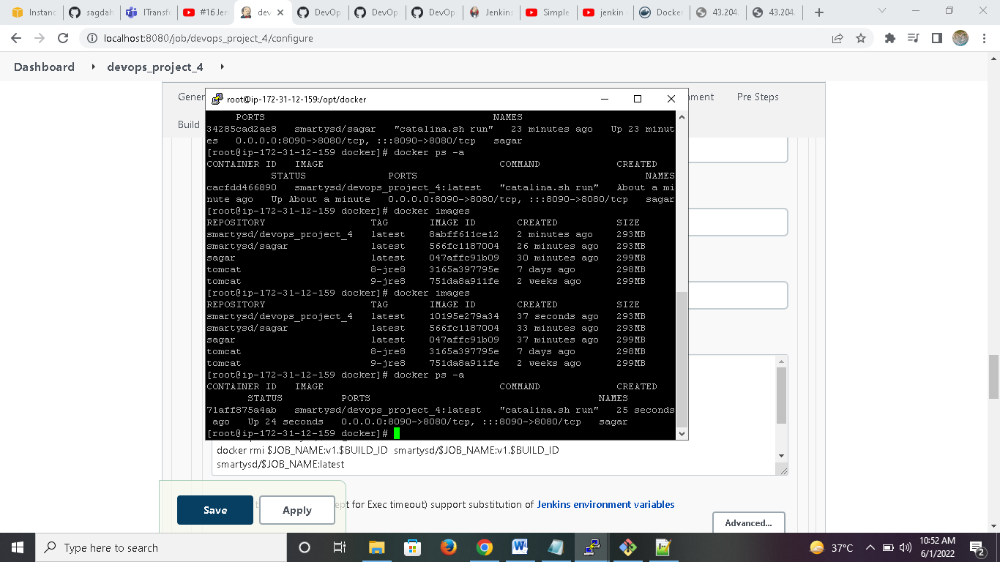 Instanc
sagdah
ITransfo
#16 Jen
dev
DevOp
DevOp
DevOp
Jenkins
Simple
jenkin
Docker
43.204.
43.204.
localhost:8080/job/devops_project_4/configure
Dashboard devops_project_4
Gener
nment Pre Steps
Build
root@ip-172-31-12-159:/opt/docker
PORTS NAMES
34285cad2ae8 smartysd/sagar "catalina.sh run" 23 minutes ago Up 23 minut
es 0.0.0.0:8090->8080/tcp, :::8090->8080/tcp sagar
[root@ip-172-31-12-159 docker]# docker ps -a
CONTAINER ID IMAGE COMMAND CREATED
STATUS PORTS NAMES
cacfdd466890 smartysd/devops_project_4:latest "catalina.sh run" About a mi
nute ago Up About a minute 0.0.0.0:8090->8080/tcp, :::8090->8080/tcp sagar
[root@ip-172-31-12-159 docker]# docker images
REPOSITORY TAG IMAGE ID CREATED SIZE
smartysd/devops_project_4 latest 8abff611ce12 2 minutes ago 293MB
smartysd/sagar latest 566fc1187004 26 minutes ago 293MB
sagar latest 047affc91b09 30 minutes ago 299MB
tomcat 8-jre8 3165a397795e 7 days ago 298MB
tomcat 9-jre8 751da8a911fe 2 weeks ago 299MB
[root@ip-172-31-12-159 docker]# docker images
REPOSITORY TAG IMAGE ID CREATED SIZE
smartysd/devops_project_4 latest 10195e279a34 37 seconds ago 293MB
smartysd/sagar latest 566fc1187004 33 minutes ago 293MB
sagar latest 047affc91b09 37 minutes ago 299MB
tomcat 8-jre8 3165a397795e 7 days ago 298MB
tomcat 9-jre8 751da8a911fe 2 weeks ago 299MB
[root@ip-172-31-12-159 docker]# docker ps -a
CONTAINER ID IMAGE COMMAND CREATED
STATUS PORTS NAMES
71aff875a4ab smartysd/devops_project_4:latest "catalina.sh run" 25 seconds
ago Up 24 seconds 0.0.0.0:8090->8080/tcp, :::8090->8080/tcp sagar
[root@ip-172-31-12-159 docker]#
docker rmi $JOB_NAME:v1.$BUILD_ID smartysd/$JOB_NAME:v1.$BUILD_ID
smartysd/$JOB_NAME:latest
Save Apply
pt for Exec timeout) support substitution of Jenkins environment variables
Advanced...
Type here to search
37°C
10:52 AM
6/1/2022
2